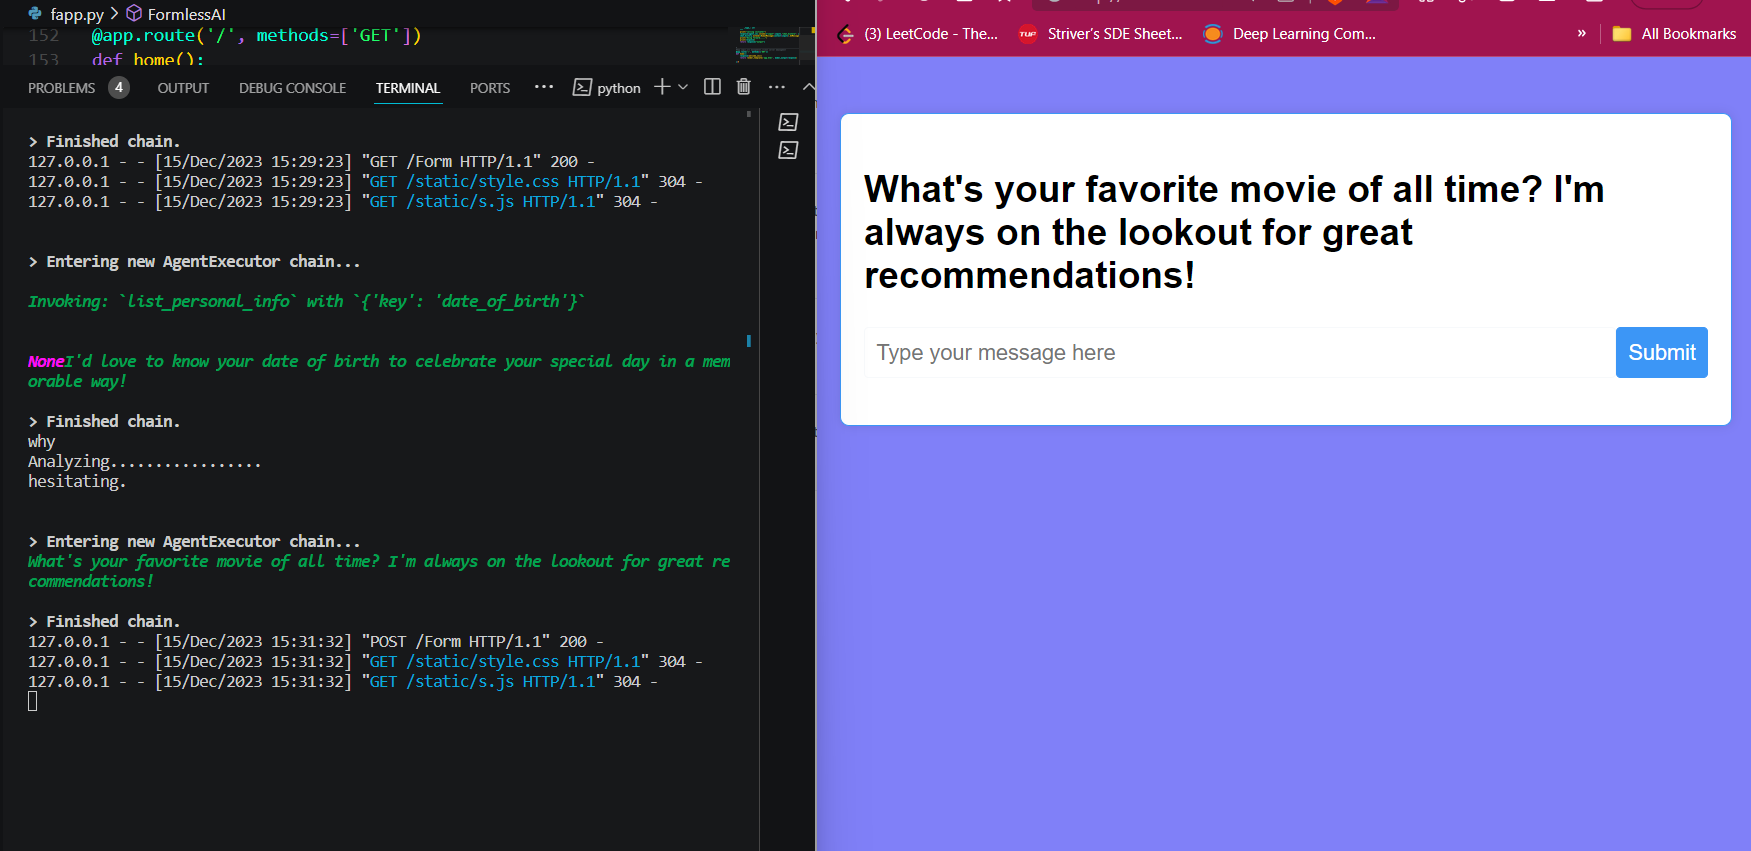 fapp.py > FormlessAI
152 @app.route('/', methods=['GET'])
153 def home():
PROBLEMS 4 OUTPUT DEBUG CONSOLE TERMINAL PORTS ... python
> Finished chain.
127.0.0.1 - - [15/Dec/2023 15:29:23] "GET /Form HTTP/1.1" 200 -
127.0.0.1 - - [15/Dec/2023 15:29:23] "GET /static/style.css HTTP/1.1" 304 -
127.0.0.1 - - [15/Dec/2023 15:29:23] "GET /static/s.js HTTP/1.1" 304 -
> Entering new AgentExecutor chain...
Invoking: `list_personal_info` with `{'key': 'date_of_birth'}`
NoneI'd love to know your date of birth to celebrate your special day in a mem
orable way!
> Finished chain.
why
Analyzing.................
hesitating.
> Entering new AgentExecutor chain...
What's your favorite movie of all time? I'm always on the lookout for great re
commendations!
> Finished chain.
127.0.0.1 - - [15/Dec/2023 15:31:32] "POST /Form HTTP/1.1" 200 -
127.0.0.1 - - [15/Dec/2023 15:31:32] "GET /static/style.css HTTP/1.1" 304 -
127.0.0.1 - - [15/Dec/2023 15:31:32] "GET /static/s.js HTTP/1.1" 304 -
(3) LeetCode - The... TUF Striver's SDE Sheet... Deep Learning Com... » All Bookmarks
What's your favorite movie of all time? I'm
always on the lookout for great
recommendations!
Type your message here Submit